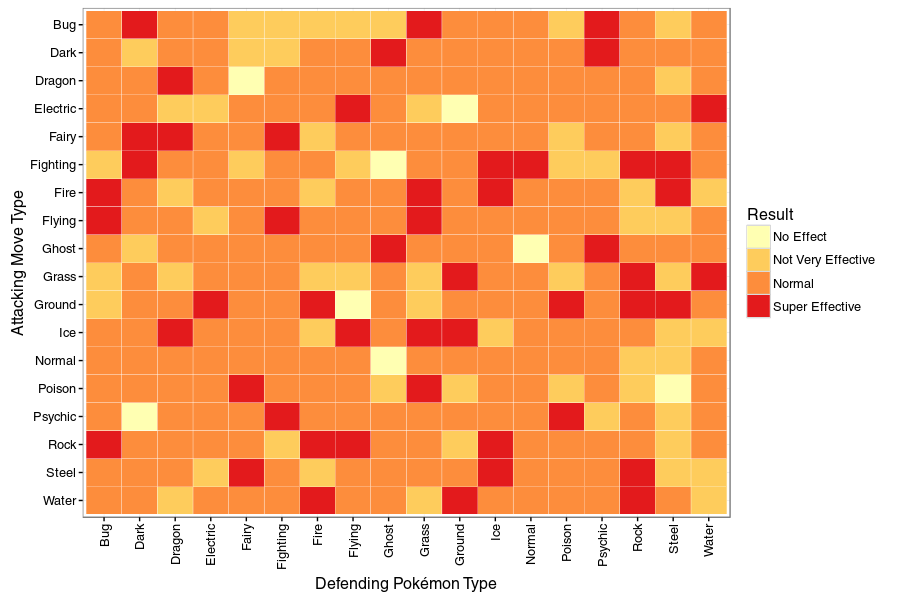 Bug
Dark
Dragon
Electric
Fairy
Fighting
Fire
Flying
Ghost
Grass
Ground
Ice
Normal
Poison
Psychic
Rock
Steel
Water
Attacking Move Type
Bug
Dark
Dragon
Electric
Fairy
Fighting
Fire
Flying
Ghost
Grass
Ground
Ice
Normal
Poison
Psychic
Rock
Steel
Water
Defending Pokémon Type
Result
No Effect
Not Very Effective
Normal
Super Effective